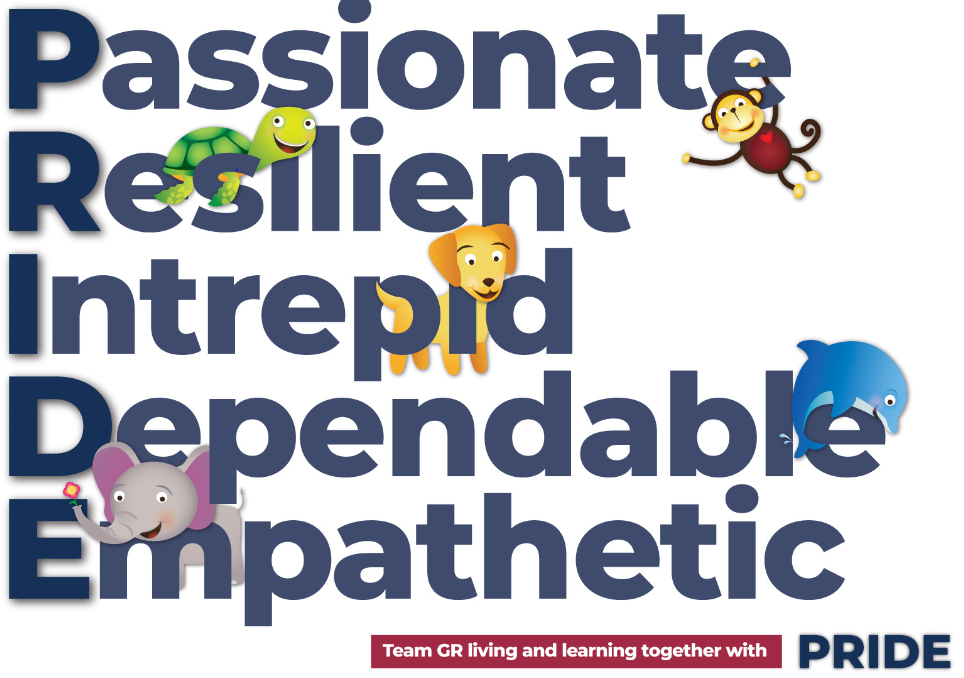 Passionate
Resilient
Intrepid
Dependable
Empathetic
Team GR living and learning together with PRIDE